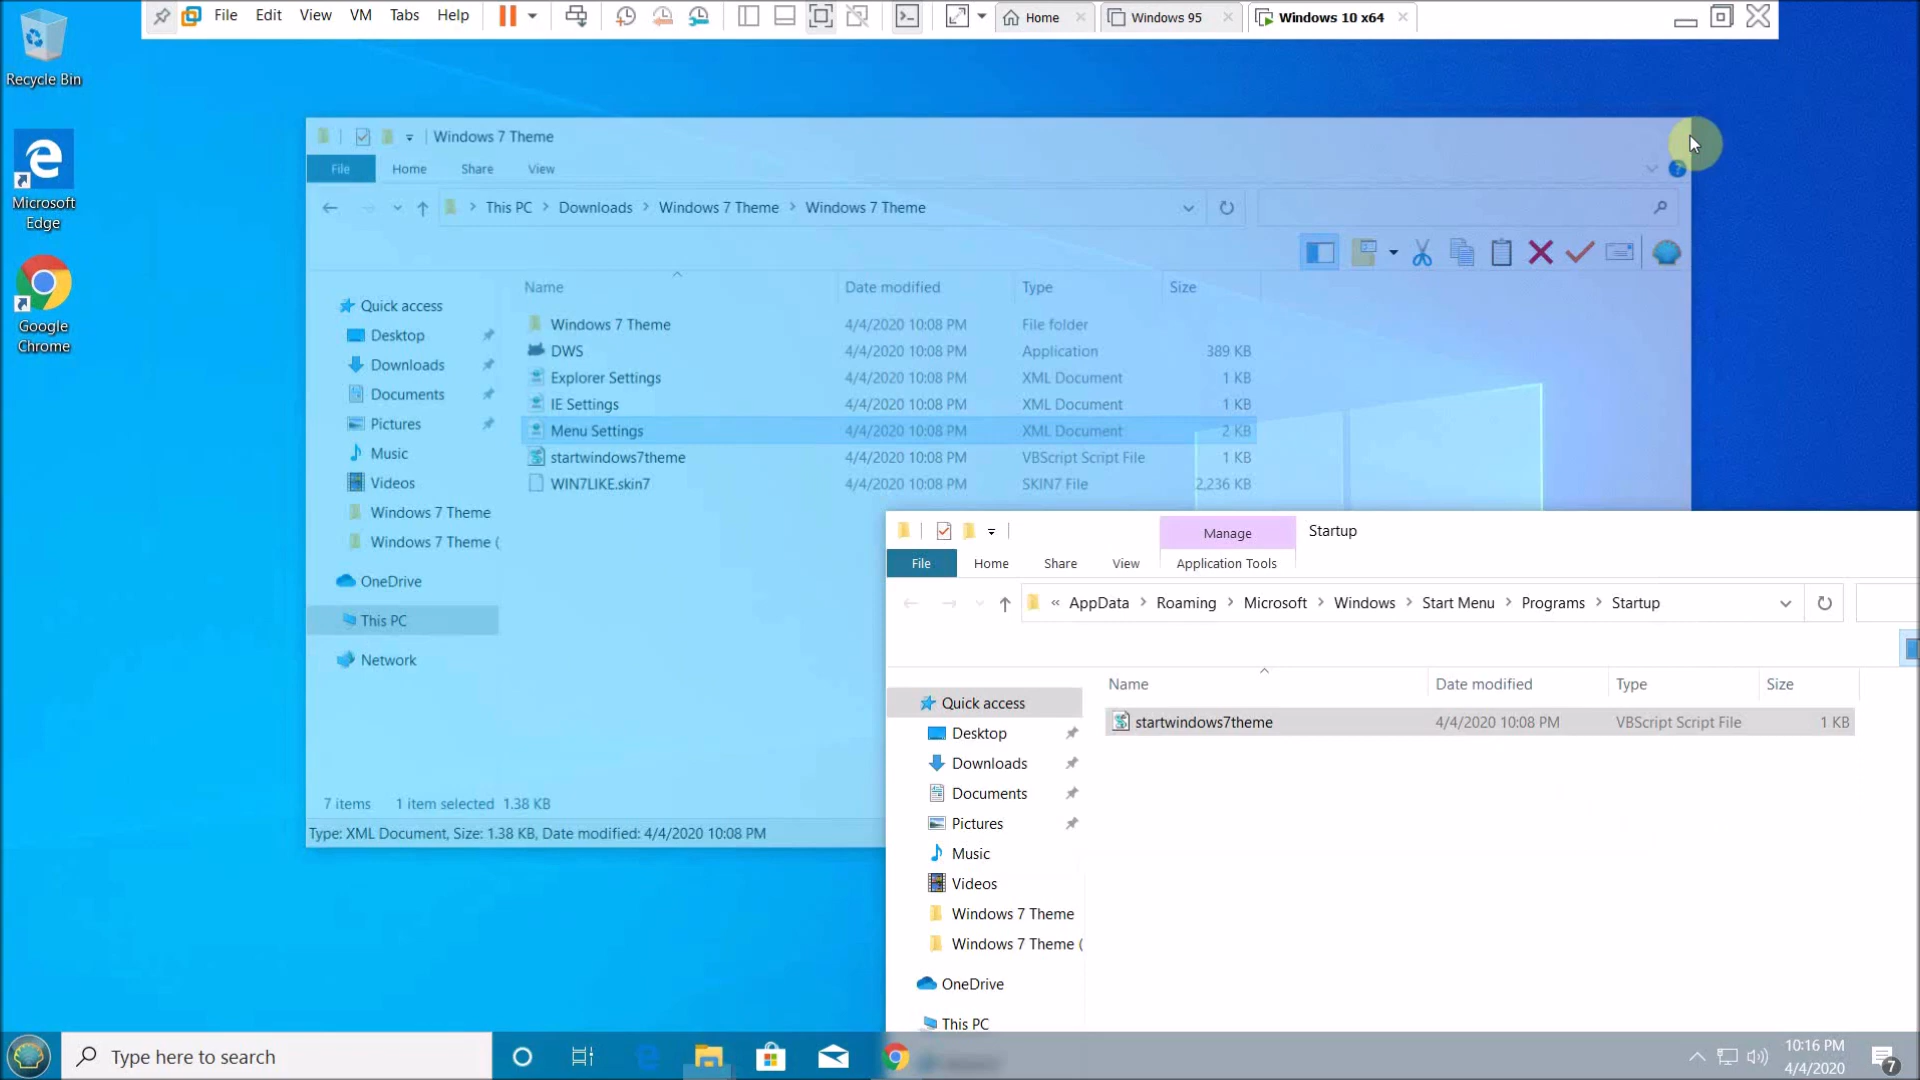 File Edit View VM Tabs Help
Home
Windows 95
Windows 10 x64
Recycle Bin
Microsoft
Edge
Google
Chrome
Windows 7 Theme
File Home Share View
This PC > Downloads > Windows 7 Theme > Windows 7 Theme
Name Date modified Type Size
Quick access
Desktop
Downloads
Documents
Pictures
Music
Videos
Windows 7 Theme
Windows 7 Theme (
OneDrive
This PC
Network
Windows 7 Theme 4/4/2020 10:08 PM File folder
DWS 4/4/2020 10:08 PM Application 389 KB
Explorer Settings 4/4/2020 10:08 PM XML Document 1 KB
IE Settings 4/4/2020 10:08 PM XML Document 1 KB
Menu Settings 4/4/2020 10:08 PM XML Document 2 KB
startwindows7theme 4/4/2020 10:08 PM VBScript Script File 1 KB
WIN7LIKE.skin7 4/4/2020 10:08 PM SKIN7 File 2,236 KB
7 items 1 item selected 1.38 KB
Type: XML Document, Size: 1.38 KB, Date modified: 4/4/2020 10:08 PM
Manage Startup
File Home Share View Application Tools
« AppData > Roaming > Microsoft > Windows > Start Menu > Programs > Startup
Name Date modified Type Size
Quick access
Desktop
Downloads
Documents
Pictures
Music
Videos
Windows 7 Theme
Windows 7 Theme (
OneDrive
This PC
startwindows7theme 4/4/2020 10:08 PM VBScript Script File 1 KB
Type here to search
10:16 PM
4/4/2020
7